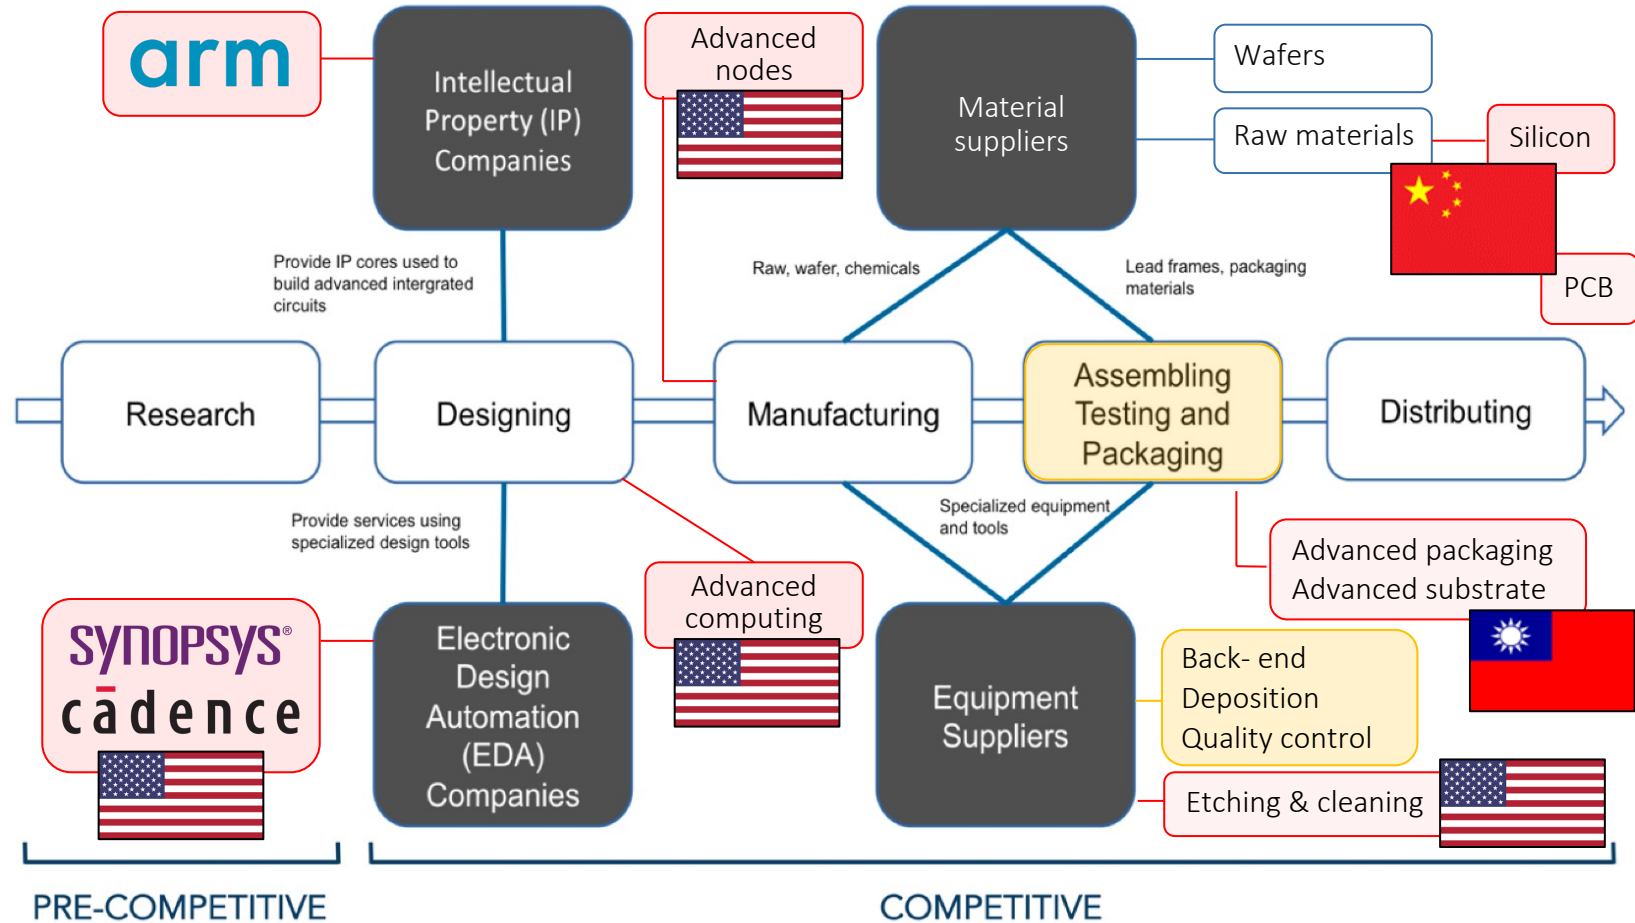 arm
Intellectual
Property (IP)
Companies
Advanced
nodes
Material
suppliers
Wafers
Raw materials
Silicon
PCB
Provide IP cores used to
build advanced intergrated
circuits
Raw, wafer, chemicals
Lead frames, packaging
materials
Research
Designing
Manufacturing
Assembling
Testing and
Packaging
Distributing
Provide services using
specialized design tools
Specialized equipment
and tools
Advanced packaging
Advanced substrate
SYNOPSYS®
cādence
Electronic
Design
Automation
(EDA)
Companies
Advanced
computing
Equipment
Suppliers
Back- end
Deposition
Quality control
Etching & cleaning
PRE-COMPETITIVE
COMPETITIVE